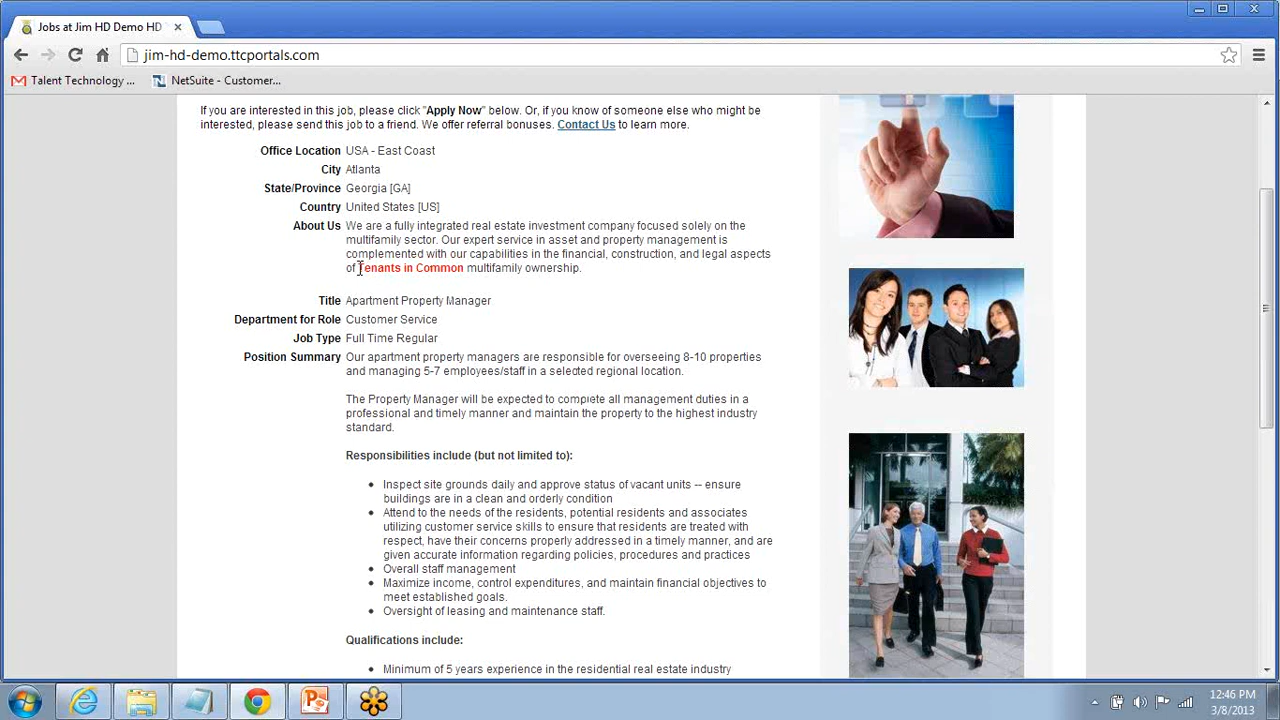 Jobs at Jim HD Demo HD
jim-hd-demo.ttcportals.com
Talent Technology ...
NetSuite - Customer...
If you are interested in this job, please click "Apply Now" below. Or, if you know of someone else who might be
interested, please send this job to a friend. We offer referral bonuses. Contact Us to learn more.
Office Location USA - East Coast
City Atlanta
State/Province Georgia [GA]
Country United States [US]
About Us We are a fully integrated real estate investment company focused solely on the
multifamily sector. Our expert service in asset and property management is
complemented with our capabilities in the financial, construction, and legal aspects
of Tenants in Common multifamily ownership.
Title Apartment Property Manager
Department for Role Customer Service
Job Type Full Time Regular
Position Summary Our apartment property managers are responsible for overseeing 8-10 properties
and managing 5-7 employees/staff in a selected regional location.
The Property Manager will be expected to complete all management duties in a
professional and timely manner and maintain the property to the highest industry
standard.
Responsibilities include (but not limited to):
• Inspect site grounds daily and approve status of vacant units -- ensure
buildings are in a clean and orderly condition
• Attend to the needs of the residents, potential residents and associates
utilizing customer service skills to ensure that residents are treated with
respect, have their concerns properly addressed in a timely manner, and are
given accurate information regarding policies, procedures and practices
• Overall staff management
• Maximize income, control expenditures, and maintain financial objectives to
meet established goals.
• Oversight of leasing and maintenance staff.
Qualifications include:
• Minimum of 5 years experience in the residential real estate industry
12:46 PM
3/8/2013